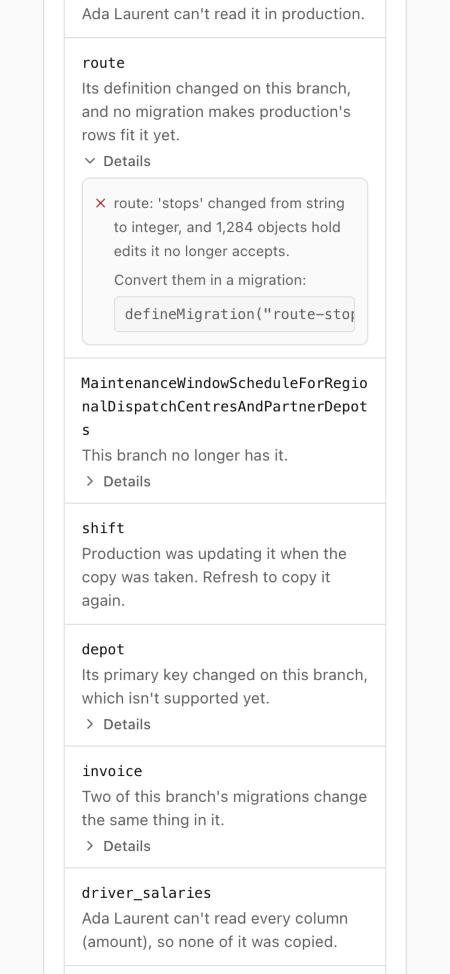 Ada Laurent can't read it in production.
route
Its definition changed on this branch,
and no migration makes production's
rows fit it yet.
Details
route: 'stops' changed from string
to integer, and 1,284 objects hold
edits it no longer accepts.
Convert them in a migration:
defineMigration("route-stop
MaintenanceWindowScheduleForRegio
nalDispatchCentresAndPartnerDepot
s
This branch no longer has it.
Details
shift
Production was updating it when the
copy was taken. Refresh to copy it
again.
depot
Its primary key changed on this branch,
which isn't supported yet.
Details
invoice
Two of this branch's migrations change
the same thing in it.
Details
driver_salaries
Ada Laurent can't read every column
(amount), so none of it was copied.